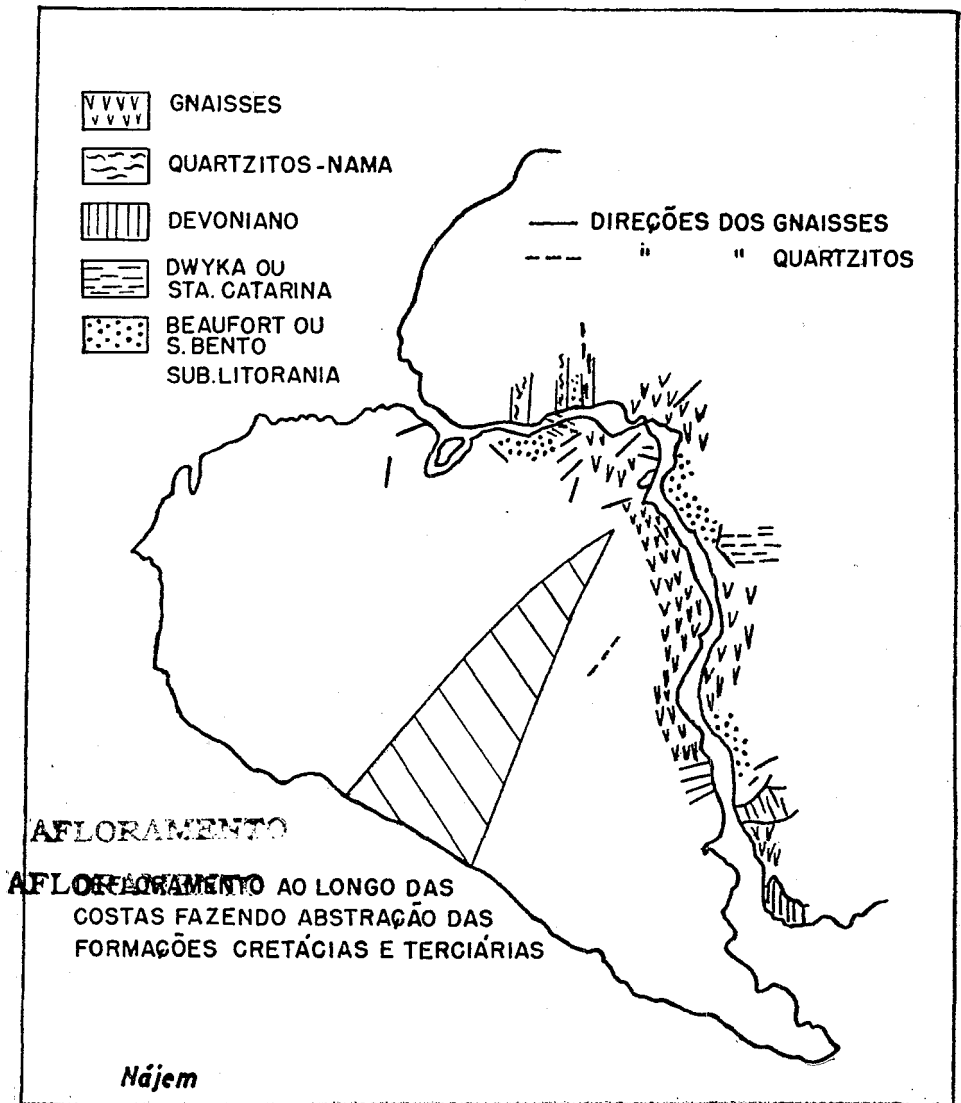 GNAISSES
QUARTZITOS-NAMA
DEVONIANO
DWYKA OU
STA. CATARINA
BEAUFORT OU
S. BENTO
SUB.LITORANIA
DIREÇÕES DOS GNAISSES
" " QUARTZITOS
AFLORAMENTO
AFLORAMENTO AO LONGO DAS
COSTAS FAZENDO ABSTRAÇÃO DAS
FORMAÇÕES CRETÁCIAS E TERCIÁRIAS
Nájem